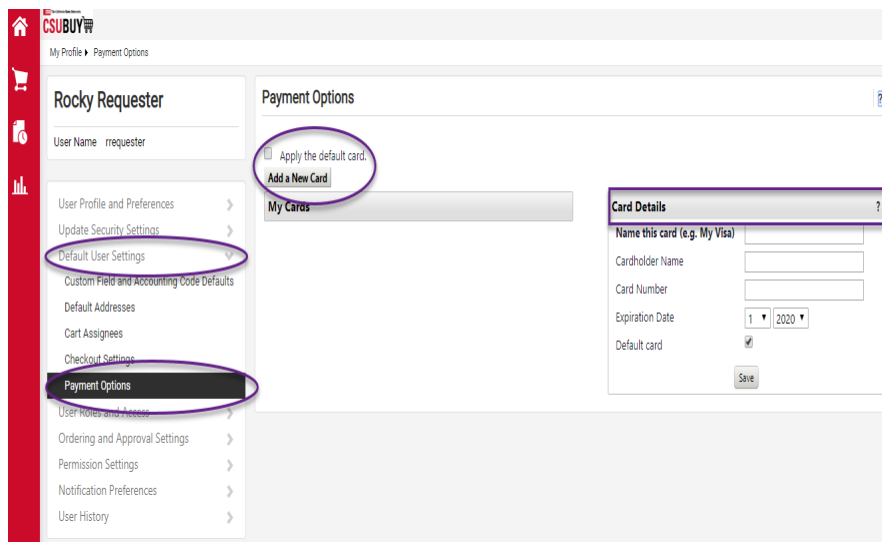 CSUBUY
My Profile Payment Options
Rocky Requester
User Name rrequester
User Profile and Preferences
Update Security Settings
Default User Settings
Custom Field and Accounting Code Defaults
Default Addresses
Cart Assignees
Checkout Settings
Payment Options
User Roles and Access
Ordering and Approval Settings
Permission Settings
Notification Preferences
User History
Payment Options
?
Apply the default card.
Add a New Card
My Cards
Card Details ?
Name this card (e.g. My Visa)
Cardholder Name
Card Number
Expiration Date 1 2020
Default card
Save